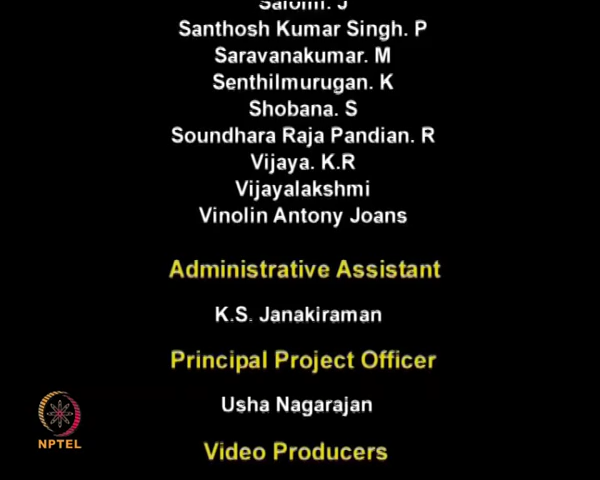 Santhosh Kumar Singh. P
Saravanakumar. M
Senthilmurugan. K
Shobana. S
Soundhara Raja Pandian. R
Vijaya. K.R
Vijayalakshmi
Vinolin Antony Joans
Administrative Assistant
K.S. Janakiraman
Principal Project Officer
Usha Nagarajan
NPTEL
Video Producers